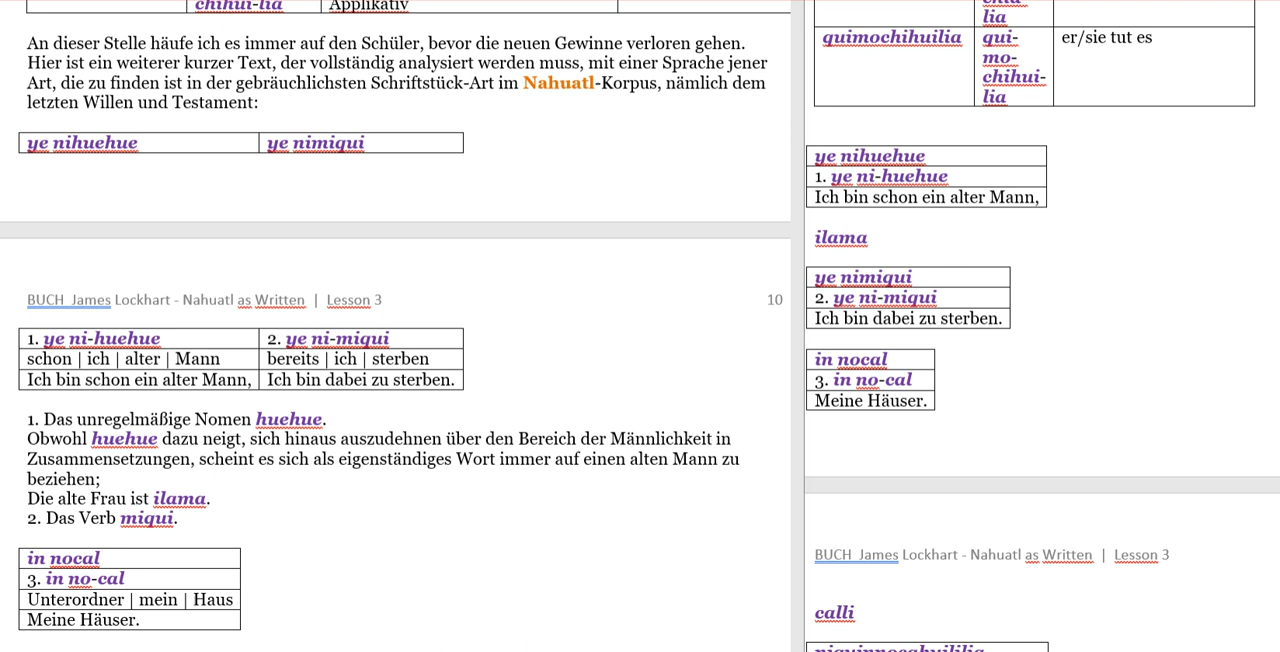 chihui-lia Applikativ
An dieser Stelle häufe ich es immer auf den Schüler, bevor die neuen Gewinne verloren gehen.
Hier ist ein weiterer kurzer Text, der vollständig analysiert werden muss, mit einer Sprache jener
Art, die zu finden ist in der gebräuchlichsten Schriftstück-Art im Nahuatl-Korpus, nämlich dem
letzten Willen und Testament:
ye nihuehue ye nimiqui
BUCH James Lockhart - Nahuatl as Written | Lesson 3 10
1. ye ni-huehue 2. ye ni-miqui
schon | ich | alter | Mann bereits | ich | sterben
Ich bin schon ein alter Mann, Ich bin dabei zu sterben.
1. Das unregelmäßige Nomen huehue.
Obwohl huehue dazu neigt, sich hinaus auszudehnen über den Bereich der Männlichkeit in
Zusammensetzungen, scheint es sich als eigenständiges Wort immer auf einen alten Mann zu
beziehen;
Die alte Frau ist ilama.
2. Das Verb miqui.
in nocal
3. in no-cal
Unterordner | mein | Haus
Meine Häuser.
lia
quimochihuilia qui- er/sie tut es
mo-
chihui-
lia
ye nihuehue
1. ye ni-huehue
Ich bin schon ein alter Mann,
ilama
ye nimiqui
2. ye ni-miqui
Ich bin dabei zu sterben.
in nocal
3. in no-cal
Meine Häuser.
BUCH James Lockhart - Nahuatl as Written | Lesson 3
calli